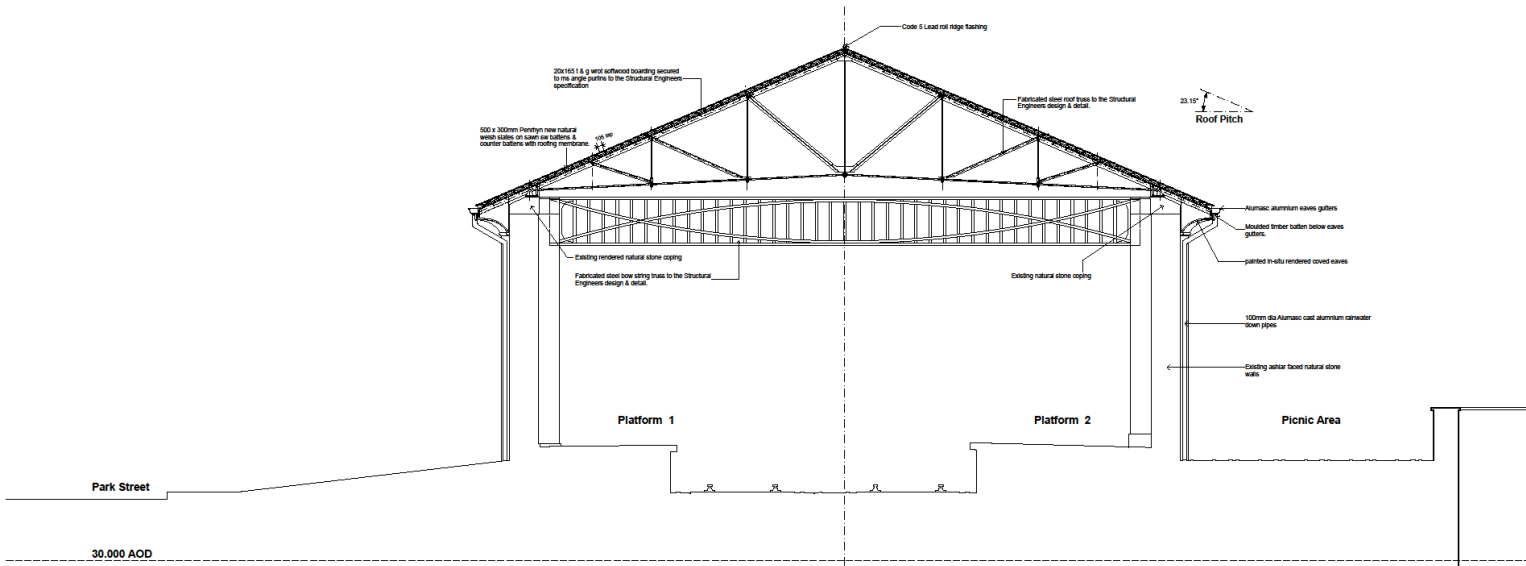 Code 5 Lead roll ridge flashing
20x165 t & g wrot softwood boarding secured
to ms angle purlins to the Structural Engineers
specification
Fabricated steel roof truss to the Structural
Engineers design & detail.
23.15°
Roof Pitch
500 x 300mm Penrhyn new natural
welsh slates on sawn sw battens &
counter battens with roofing membrane.
105 lap
Alumasc alumnium eaves gutters
Moulded timber batten below eaves
gutters.
painted in-situ rendered coved eaves
Existing rendered natural stone coping
Fabricated steel bow string truss to the Structural
Engineers design & detail.
Existing natural stone coping
100mm dia Alumasc cast alumnium rainwater
down pipes
Existing ashlar faced natural stone
walls
Platform 1
Platform 2
Picnic Area
Park Street
30.000 AOD